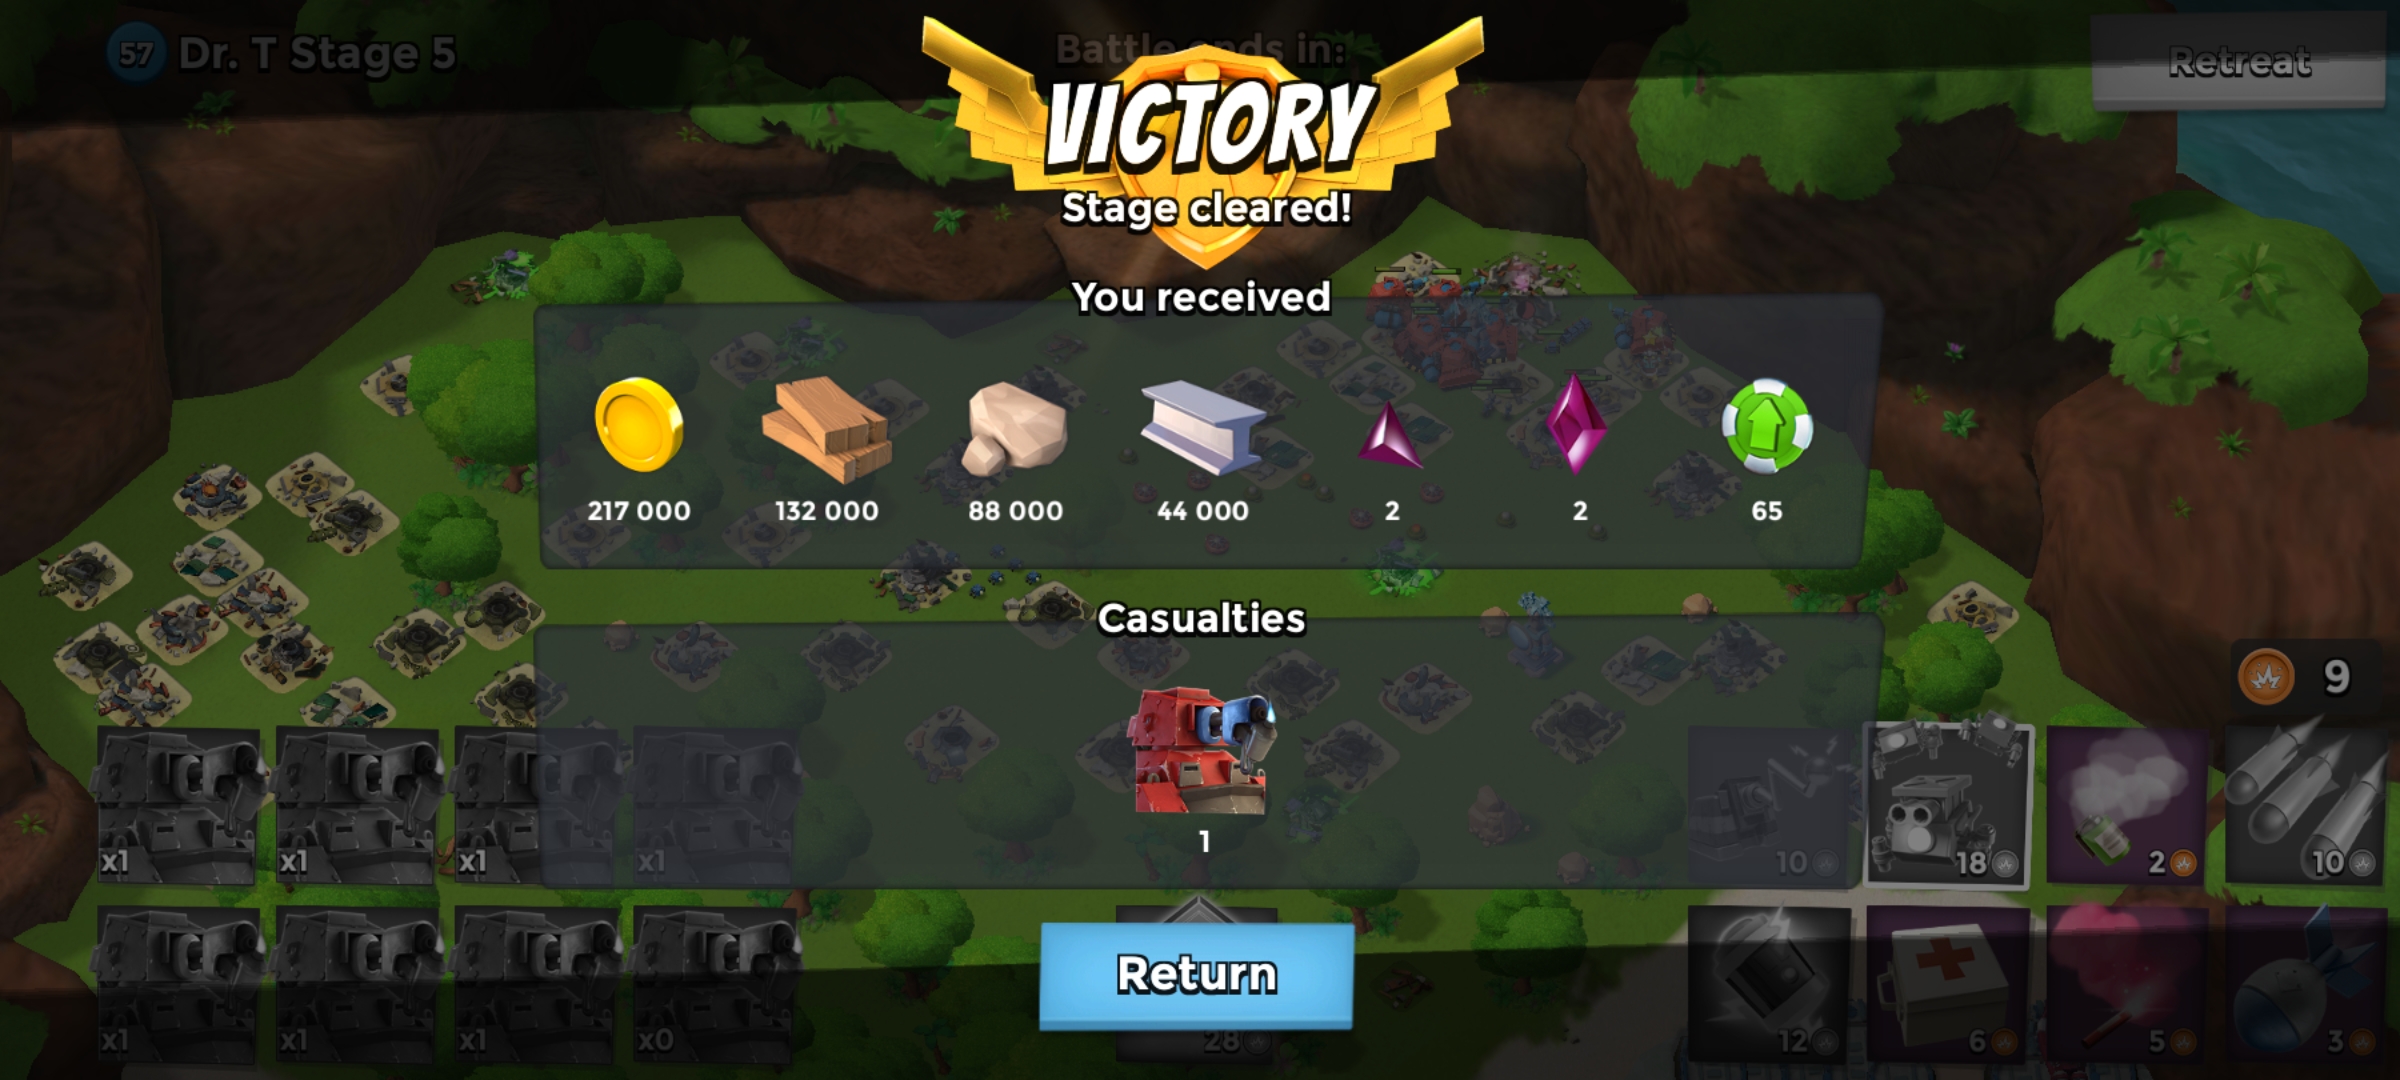 57 Dr. T Stage 5
Battle ends in:
Retreat
VICTORY
Stage cleared!
You received
217 000
132 000
88 000
44 000
2
2
65
Casualties
1
9
x1
x1
x1
x1
10
18
2
10
x1
x1
x1
x0
Return
28
12
6
5
3